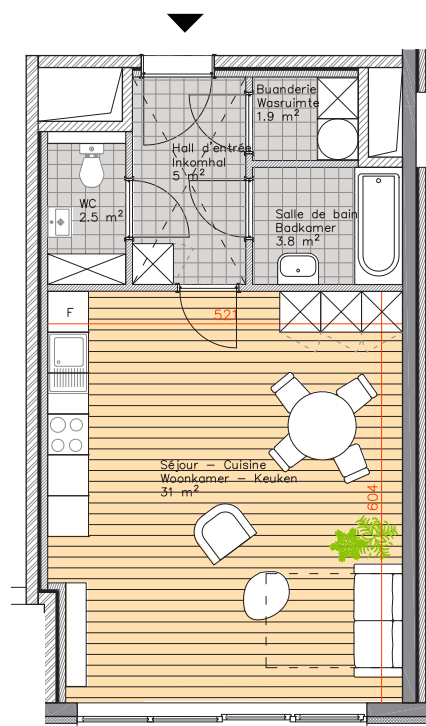 Buanderie
Wasruimte
1.9 m²
Hall d'entrée
Inkomhal
5 m²
WC
2.5 m²
Salle de bain
Badkamer
3.8 m²
F
521
Séjour - Cuisine
Woonkamer - Keuken
31 m²
604